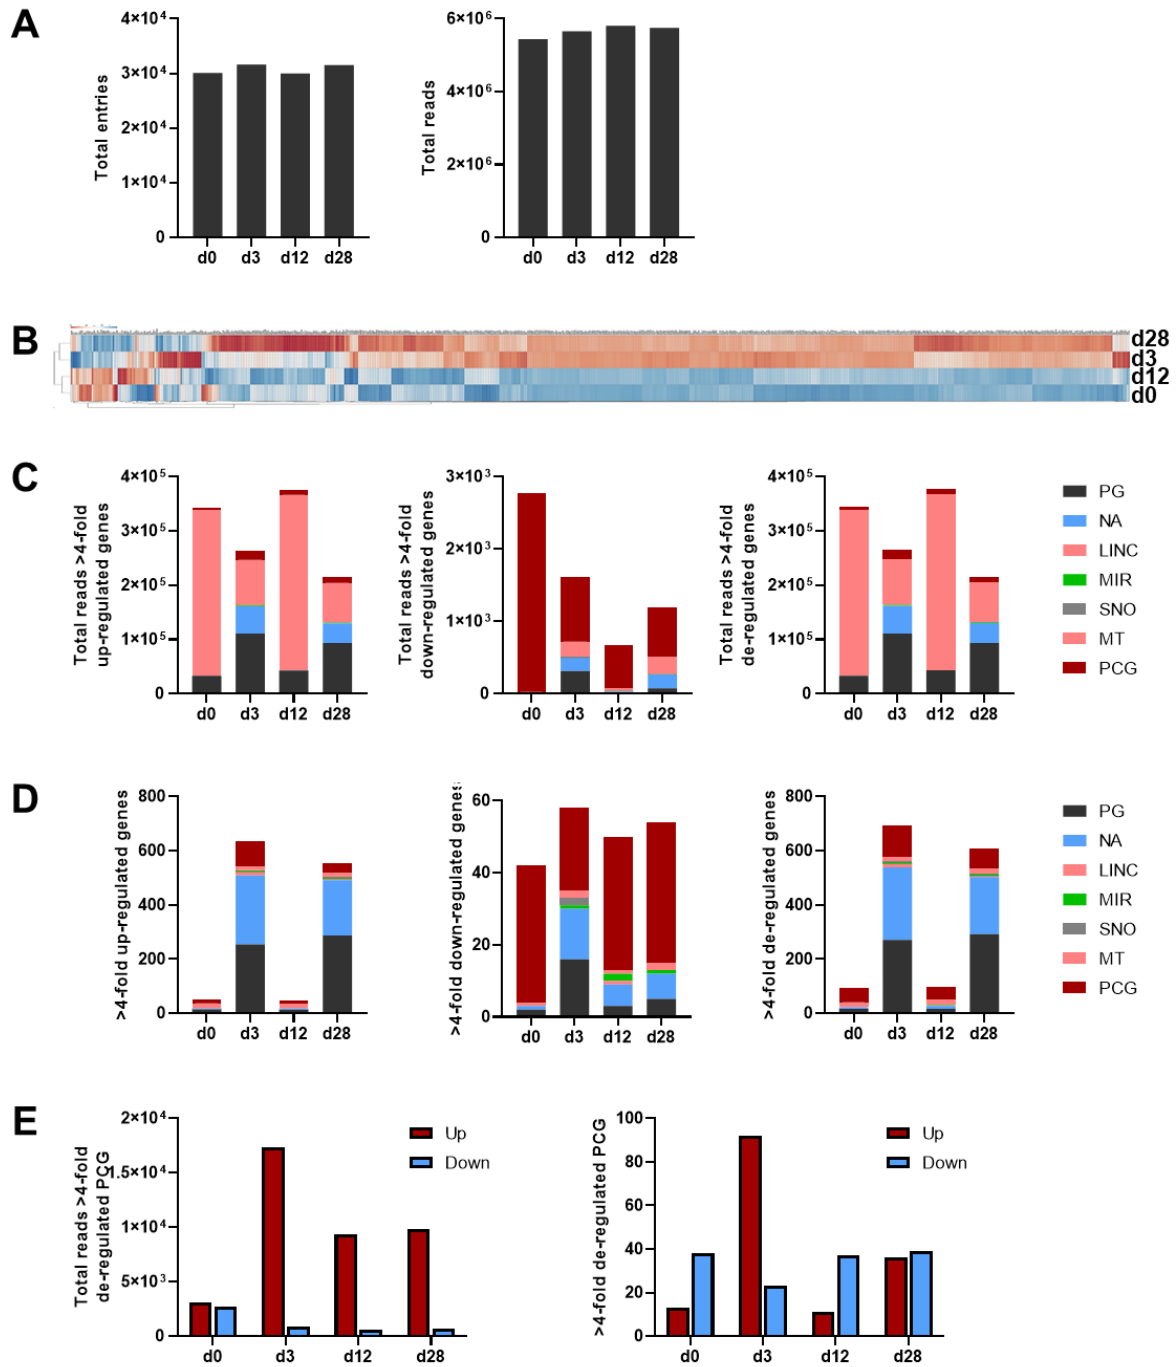 A
Total entries
4×10⁴
3×10⁴
2×10⁴
1×10⁴
0
d0 d3 d12 d28
Total reads
6×10⁶
4×10⁶
2×10⁶
0
d0 d3 d12 d28
B
d28
d3
d12
d0
C
Total reads >4-fold
up-regulated genes
4×10⁵
3×10⁵
2×10⁵
1×10⁵
0
d0 d3 d12 d28
Total reads >4-fold
down-regulated genes
3×10³
2×10³
1×10³
0
d0 d3 d12 d28
Total reads >4-fold
de-regulated genes
4×10⁵
3×10⁵
2×10⁵
1×10⁵
0
d0 d3 d12 d28
PG
NA
LINC
MIR
SNO
MT
PCG
D
>4-fold up-regulated genes
800
600
400
200
0
d0 d3 d12 d28
>4-fold down-regulated genes
60
40
20
0
d0 d3 d12 d28
>4-fold de-regulated genes
800
600
400
200
0
d0 d3 d12 d28
PG
NA
LINC
MIR
SNO
MT
PCG
E
Total reads >4-fold
de-regulated PCG
2×10⁴
1.5×10⁴
1×10⁴
5×10³
0
d0 d3 d12 d28
Up
Down
>4-fold de-regulated PCG
100
80
60
40
20
0
d0 d3 d12 d28
Up
Down